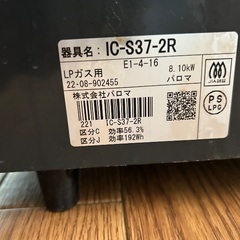 器具名: IC-S37-2R
E1-4-16
LPガス用 8.10kW
22・08-902455 パロマ
株式会社パロマ
JIA
PS
LPG
221 IC-S37-2R
区分C 効率56.3%
区分J 効率192Wh